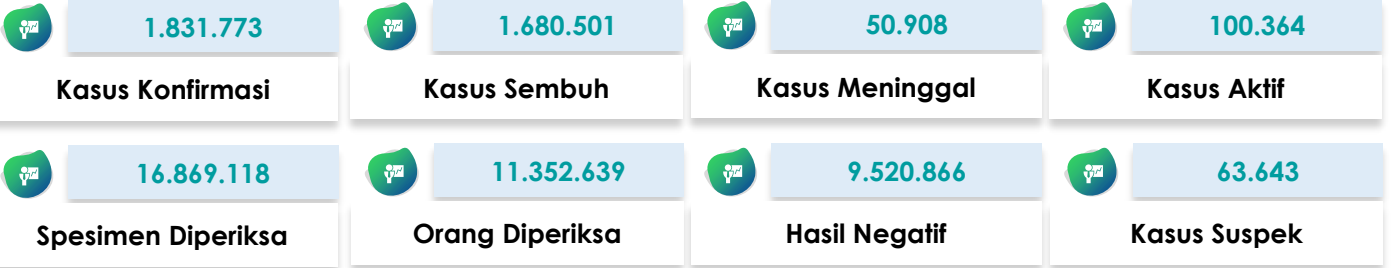 1.831.773
Kasus Konfirmasi
1.680.501
Kasus Sembuh
50.908
Kasus Meninggal
100.364
Kasus Aktif
16.869.118
Spesimen Diperiksa
11.352.639
Orang Diperiksa
9.520.866
Hasil Negatif
63.643
Kasus Suspek